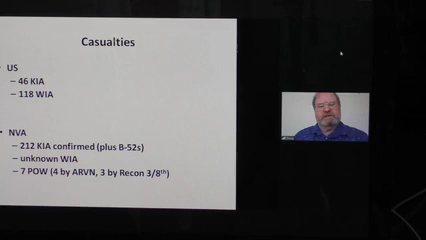 Casualties
• US
– 46 KIA
– 118 WIA
• NVA
– 212 KIA confirmed (plus B-52s)
– unknown WIA
– 7 POW (4 by ARVN, 3 by Recon 3/8th)